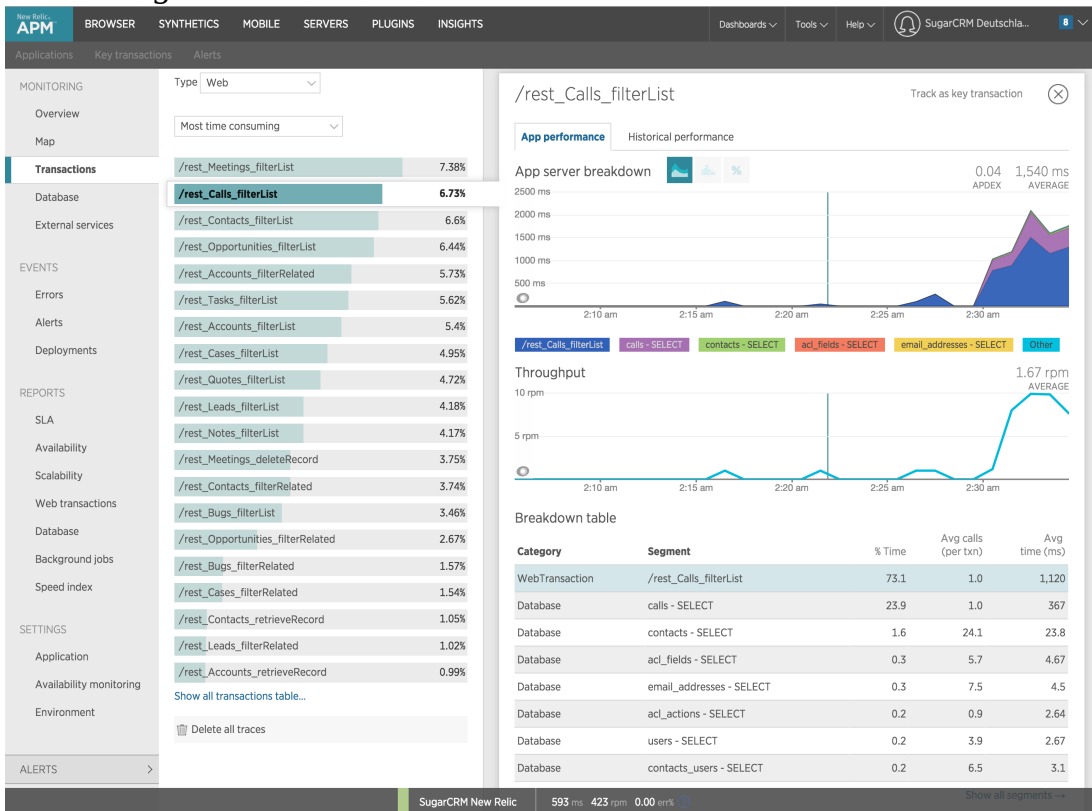 New Relic.
APM BROWSER SYNTHETICS MOBILE SERVERS PLUGINS INSIGHTS Dashboards Tools Help SugarCRM Deutschla... 8
Applications Key transactions Alerts
MONITORING
Overview
Map
Transactions
Database
External services
EVENTS
Errors
Alerts
Deployments
REPORTS
SLA
Availability
Scalability
Web transactions
Database
Background jobs
Speed index
SETTINGS
Application
Availability monitoring
Environment
ALERTS >
Type Web
Most time consuming
/rest_Meetings_filterList 7.38%
/rest_Calls_filterList 6.73%
/rest_Contacts_filterList 6.6%
/rest_Opportunities_filterList 6.44%
/rest_Accounts_filterRelated 5.73%
/rest_Tasks_filterList 5.62%
/rest_Accounts_filterList 5.4%
/rest_Cases_filterList 4.95%
/rest_Quotes_filterList 4.72%
/rest_Leads_filterList 4.18%
/rest_Notes_filterList 4.17%
/rest_Meetings_deleteRecord 3.75%
/rest_Contacts_filterRelated 3.74%
/rest_Bugs_filterList 3.46%
/rest_Opportunities_filterRelated 2.67%
/rest_Bugs_filterRelated 1.57%
/rest_Cases_filterRelated 1.54%
/rest_Contacts_retrieveRecord 1.05%
/rest_Leads_filterRelated 1.02%
/rest_Accounts_retrieveRecord 0.99%
Show all transactions table...
Delete all traces
/rest_Calls_filterList Track as key transaction
App performance Historical performance
App server breakdown % 0.04 1,540 ms
APDEX AVERAGE
2500 ms
2000 ms
1500 ms
1000 ms
500 ms
2:10 am 2:15 am 2:20 am 2:25 am 2:30 am
/rest_Calls_filterList calls - SELECT contacts - SELECT acl_fields - SELECT email_addresses - SELECT Other
Throughput 1.67 rpm
AVERAGE
10 rpm
5 rpm
2:10 am 2:15 am 2:20 am 2:25 am 2:30 am
Breakdown table
Category Segment % Time Avg calls (per txn) Avg time (ms)
WebTransaction /rest_Calls_filterList 73.1 1.0 1,120
Database calls - SELECT 23.9 1.0 367
Database contacts - SELECT 1.6 24.1 23.8
Database acl_fields - SELECT 0.3 5.7 4.67
Database email_addresses - SELECT 0.3 7.5 4.5
Database acl_actions - SELECT 0.2 0.9 2.64
Database users - SELECT 0.2 3.9 2.67
Database contacts_users - SELECT 0.2 6.5 3.1
Show all segments →
SugarCRM New Relic 593 ms 423 rpm 0.00 err%